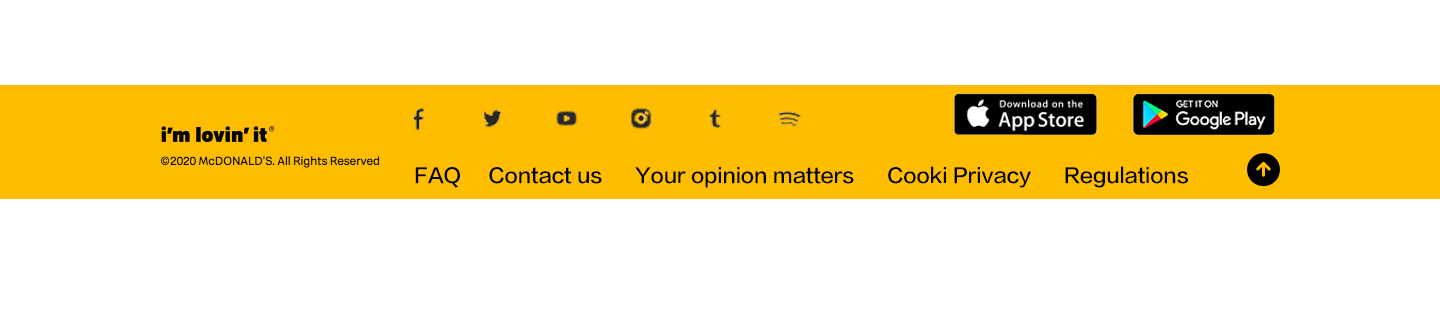 i'm lovin' it®
©2020 McDONALD'S. All Rights Reserved
Download on the
App Store
GET IT ON
Google Play
FAQ Contact us Your opinion matters Cooki Privacy Regulations